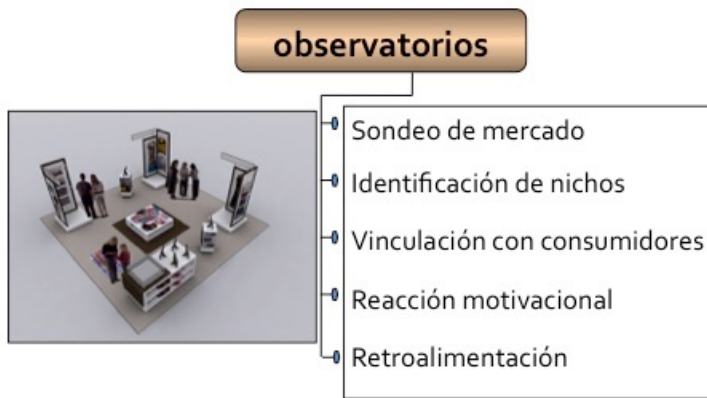 observatorios
Sondeo de mercado
Identificación de nichos
Vinculación con consumidores
Reacción motivacional
Retroalimentación